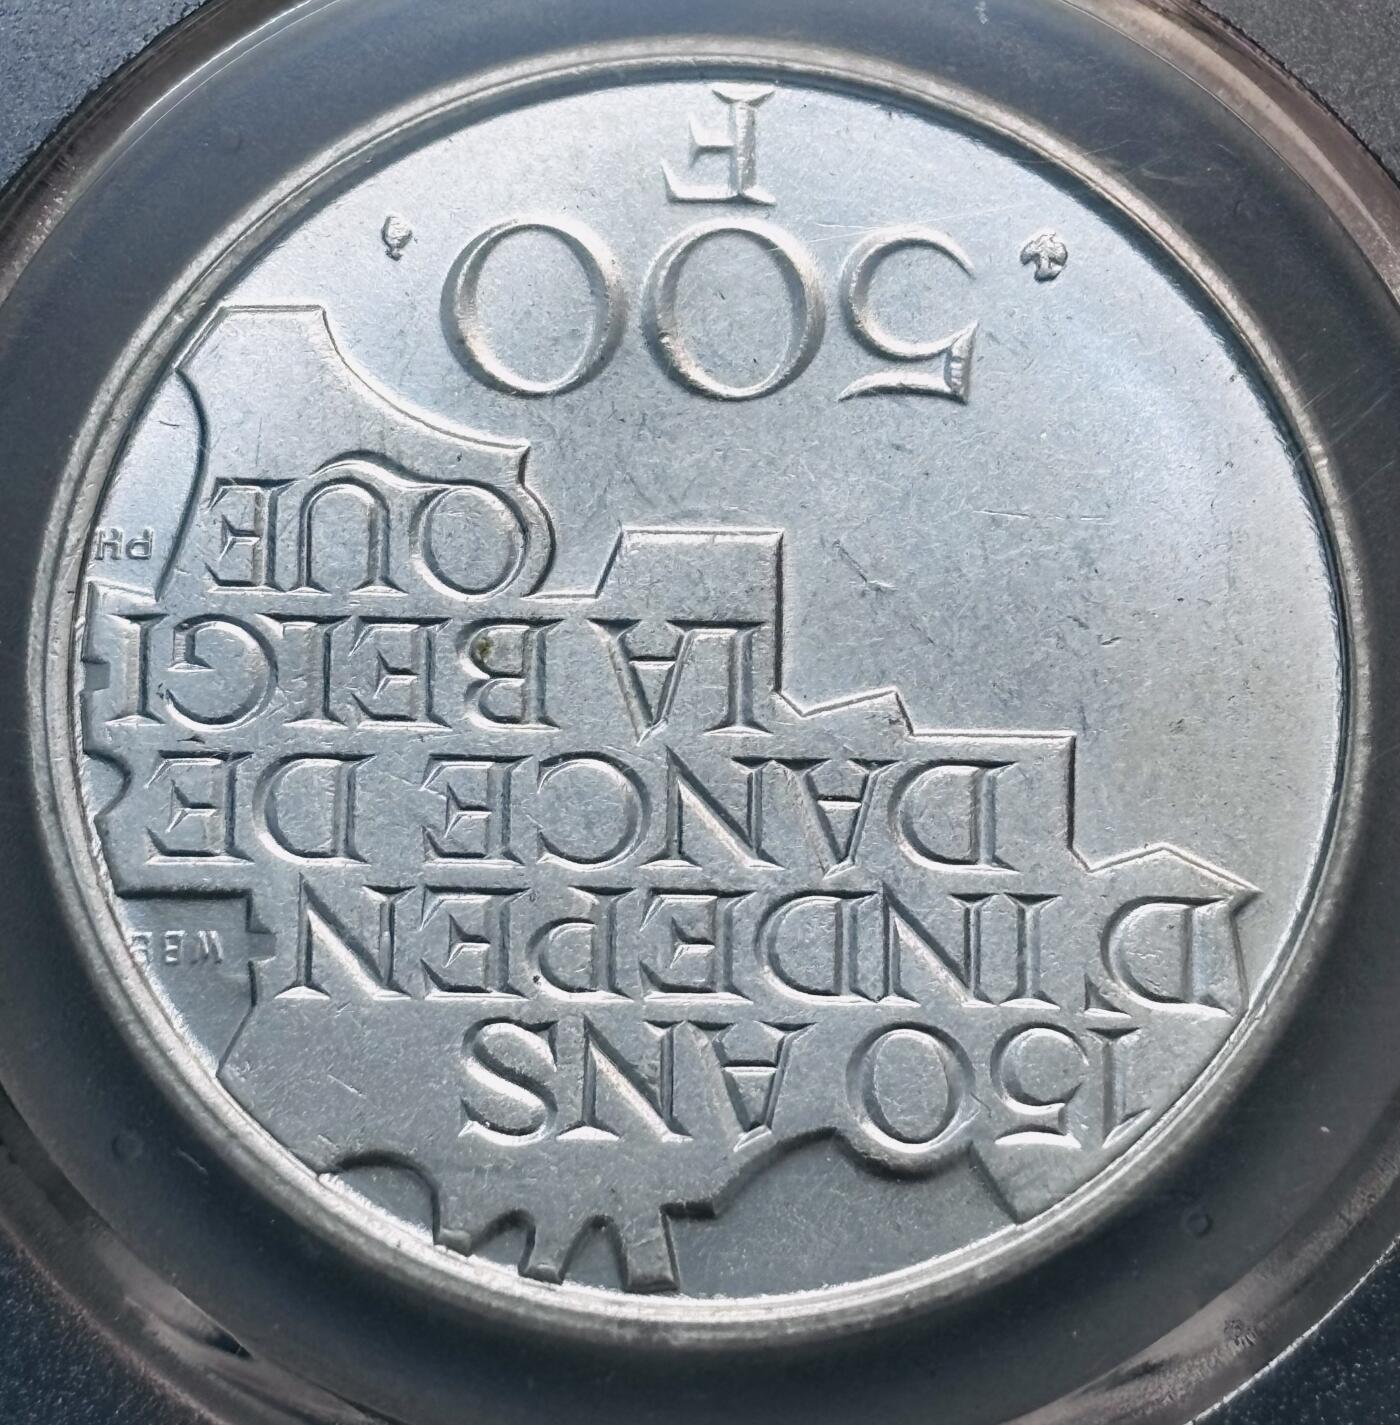 150 ANS
D'INDEPEN
DANCE DE
LA BELGI
QUE
500
F